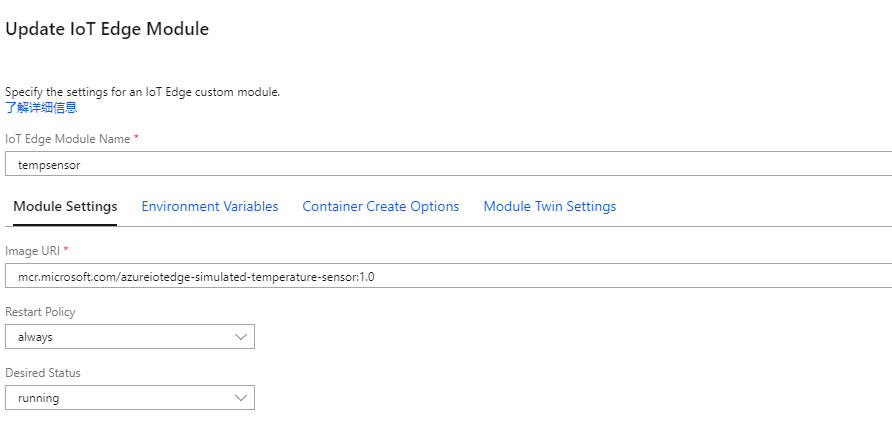 Update IoT Edge Module
Specify the settings for an IoT Edge custom module.
了解详细信息
IoT Edge Module Name *
tempsensor
Module Settings Environment Variables Container Create Options Module Twin Settings
Image URI *
mcr.microsoft.com/azureiotedge-simulated-temperature-sensor:1.0
Restart Policy
always
Desired Status
running